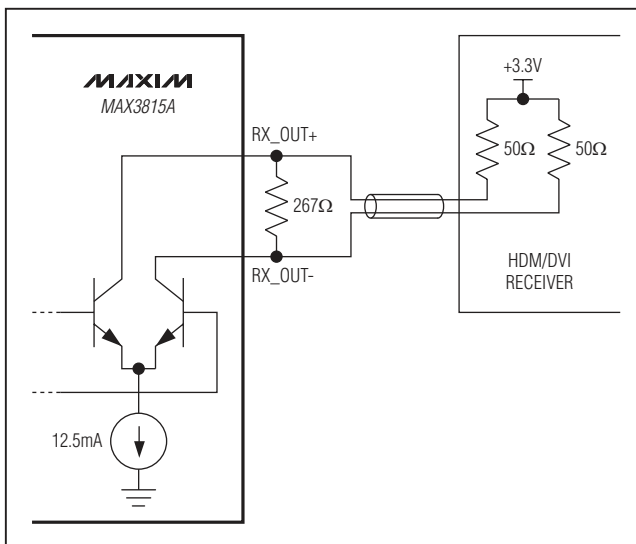 MAXIM
MAX3815A
+3.3V
RX_OUT+
50Ω
50Ω
267Ω
RX_OUT-
HDM/DVI
RECEIVER
12.5mA